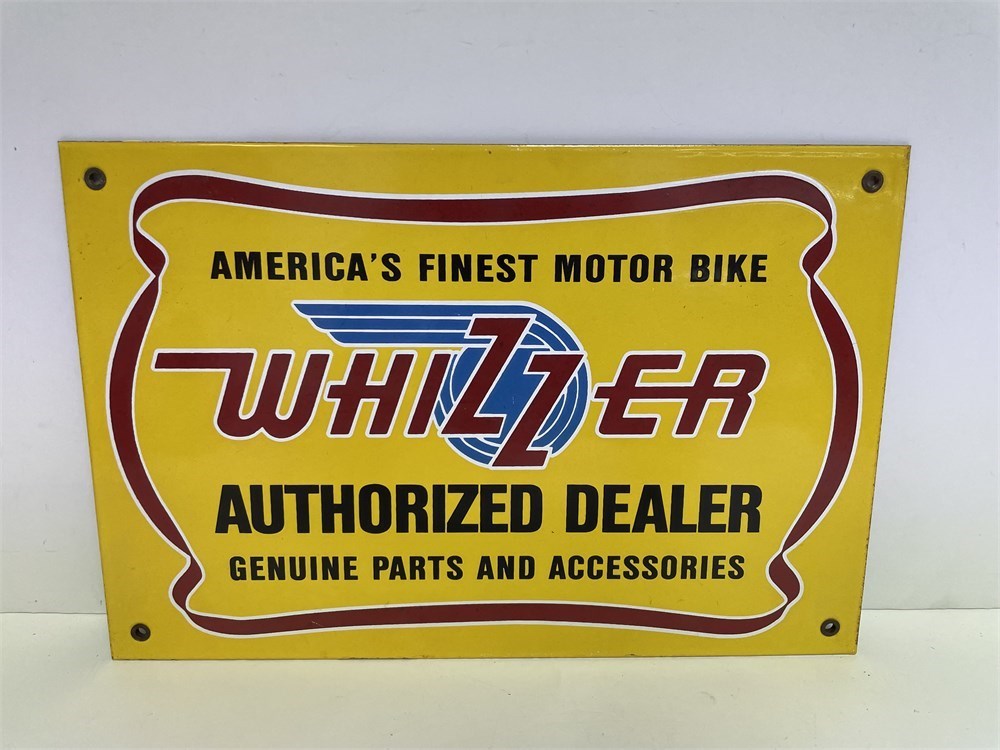 AMERICA'S FINEST MOTOR BIKE
WHIZZER
AUTHORIZED DEALER
GENUINE PARTS AND ACCESSORIES